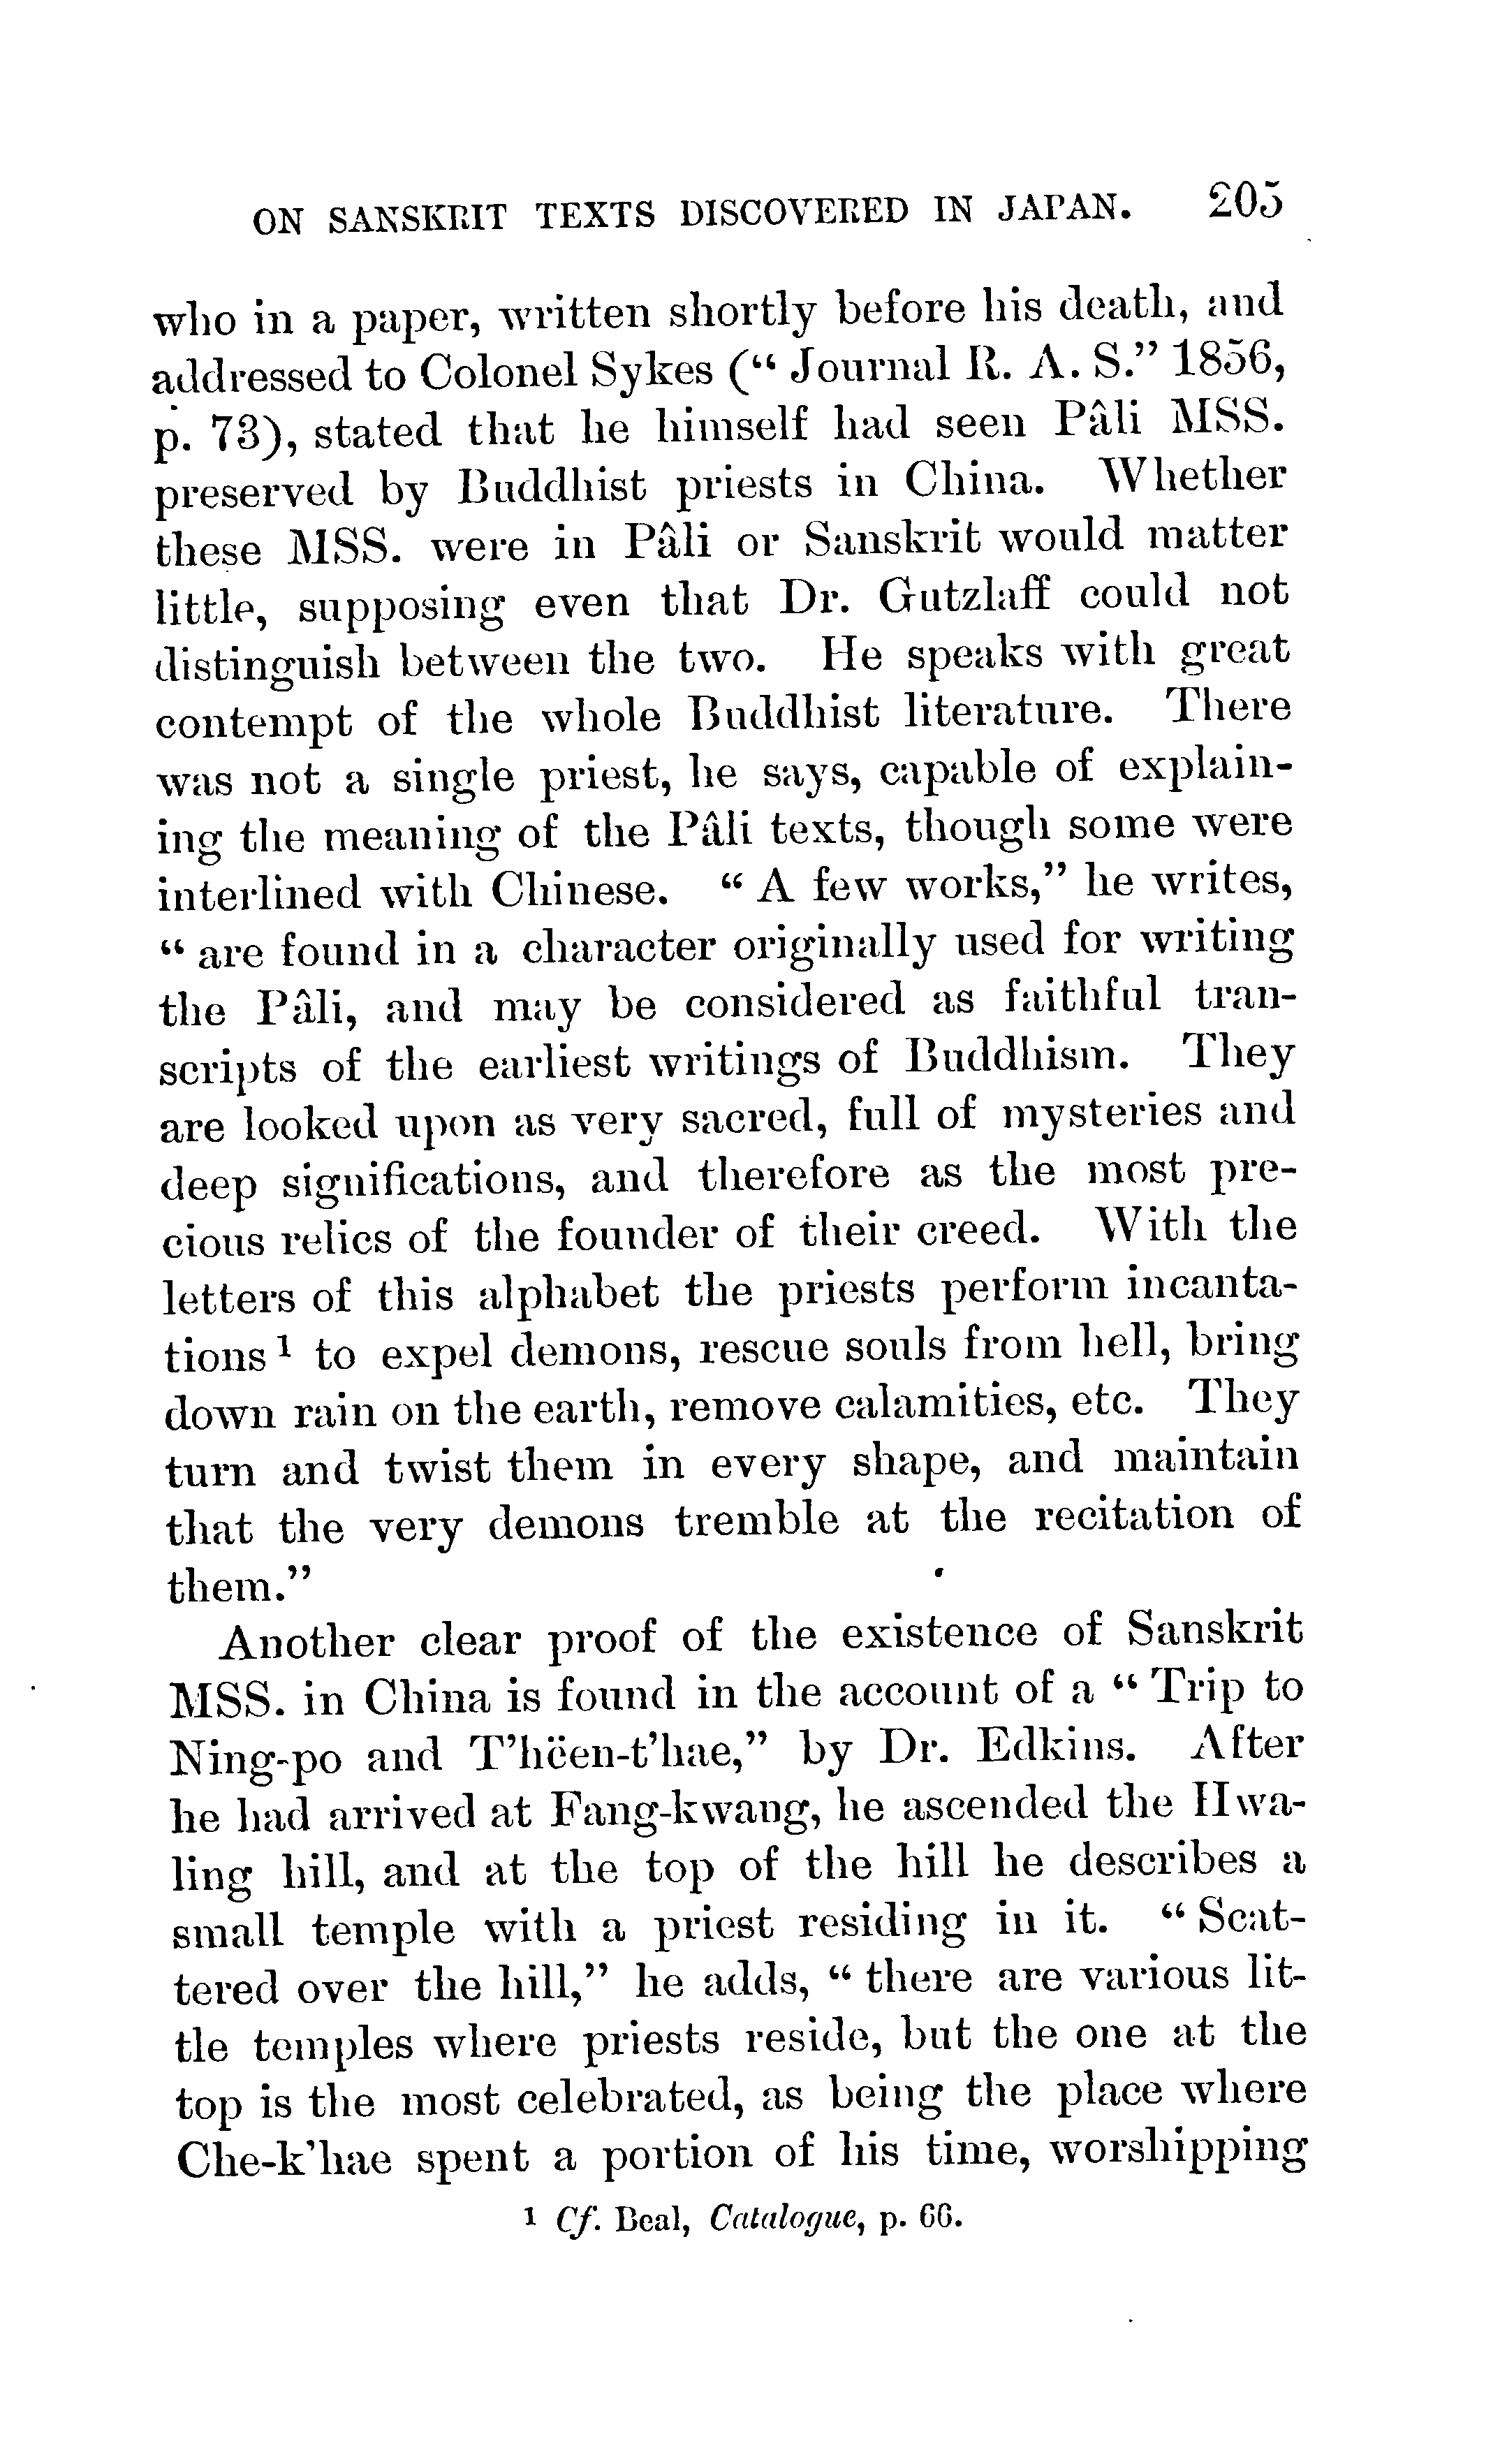 ON SANSKRIT TEXTS DISCOVERED IN JAPAN. 205
who in a paper, written shortly before his death, and
addressed to Colonel Sykes (“ Journal R. A. S.” 1856,
p. 73), stated that he himself had seen Pâli MSS.
preserved by Buddhist priests in China. Whether
these MSS. were in Pâli or Sanskrit would matter
little, supposing even that Dr. Gutzlaff could not
distinguish between the two. He speaks with great
contempt of the whole Buddhist literature. There
was not a single priest, he says, capable of explain-
ing the meaning of the Pâli texts, though some were
interlined with Chinese. “ A few works,” he writes,
“ are found in a character originally used for writing
the Pâli, and may be considered as faithful tran-
scripts of the earliest writings of Buddhism. They
are looked upon as very sacred, full of mysteries and
deep significations, and therefore as the most pre-
cious relics of the founder of their creed. With the
letters of this alphabet the priests perform incanta-
tions ¹ to expel demons, rescue souls from hell, bring
down rain on the earth, remove calamities, etc. They
turn and twist them in every shape, and maintain
that the very demons tremble at the recitation of
them.”
Another clear proof of the existence of Sanskrit
MSS. in China is found in the account of a “ Trip to
Ning-po and T’hëen-t’hae,” by Dr. Edkins. After
he had arrived at Fang-kwang, he ascended the Hwa-
ling hill, and at the top of the hill he describes a
small temple with a priest residing in it. “ Scat-
tered over the hill,” he adds, “ there are various lit-
tle temples where priests reside, but the one at the
top is the most celebrated, as being the place where
Che-k’hae spent a portion of his time, worshipping
¹ Cf. Beal, Catalogue, p. 66.